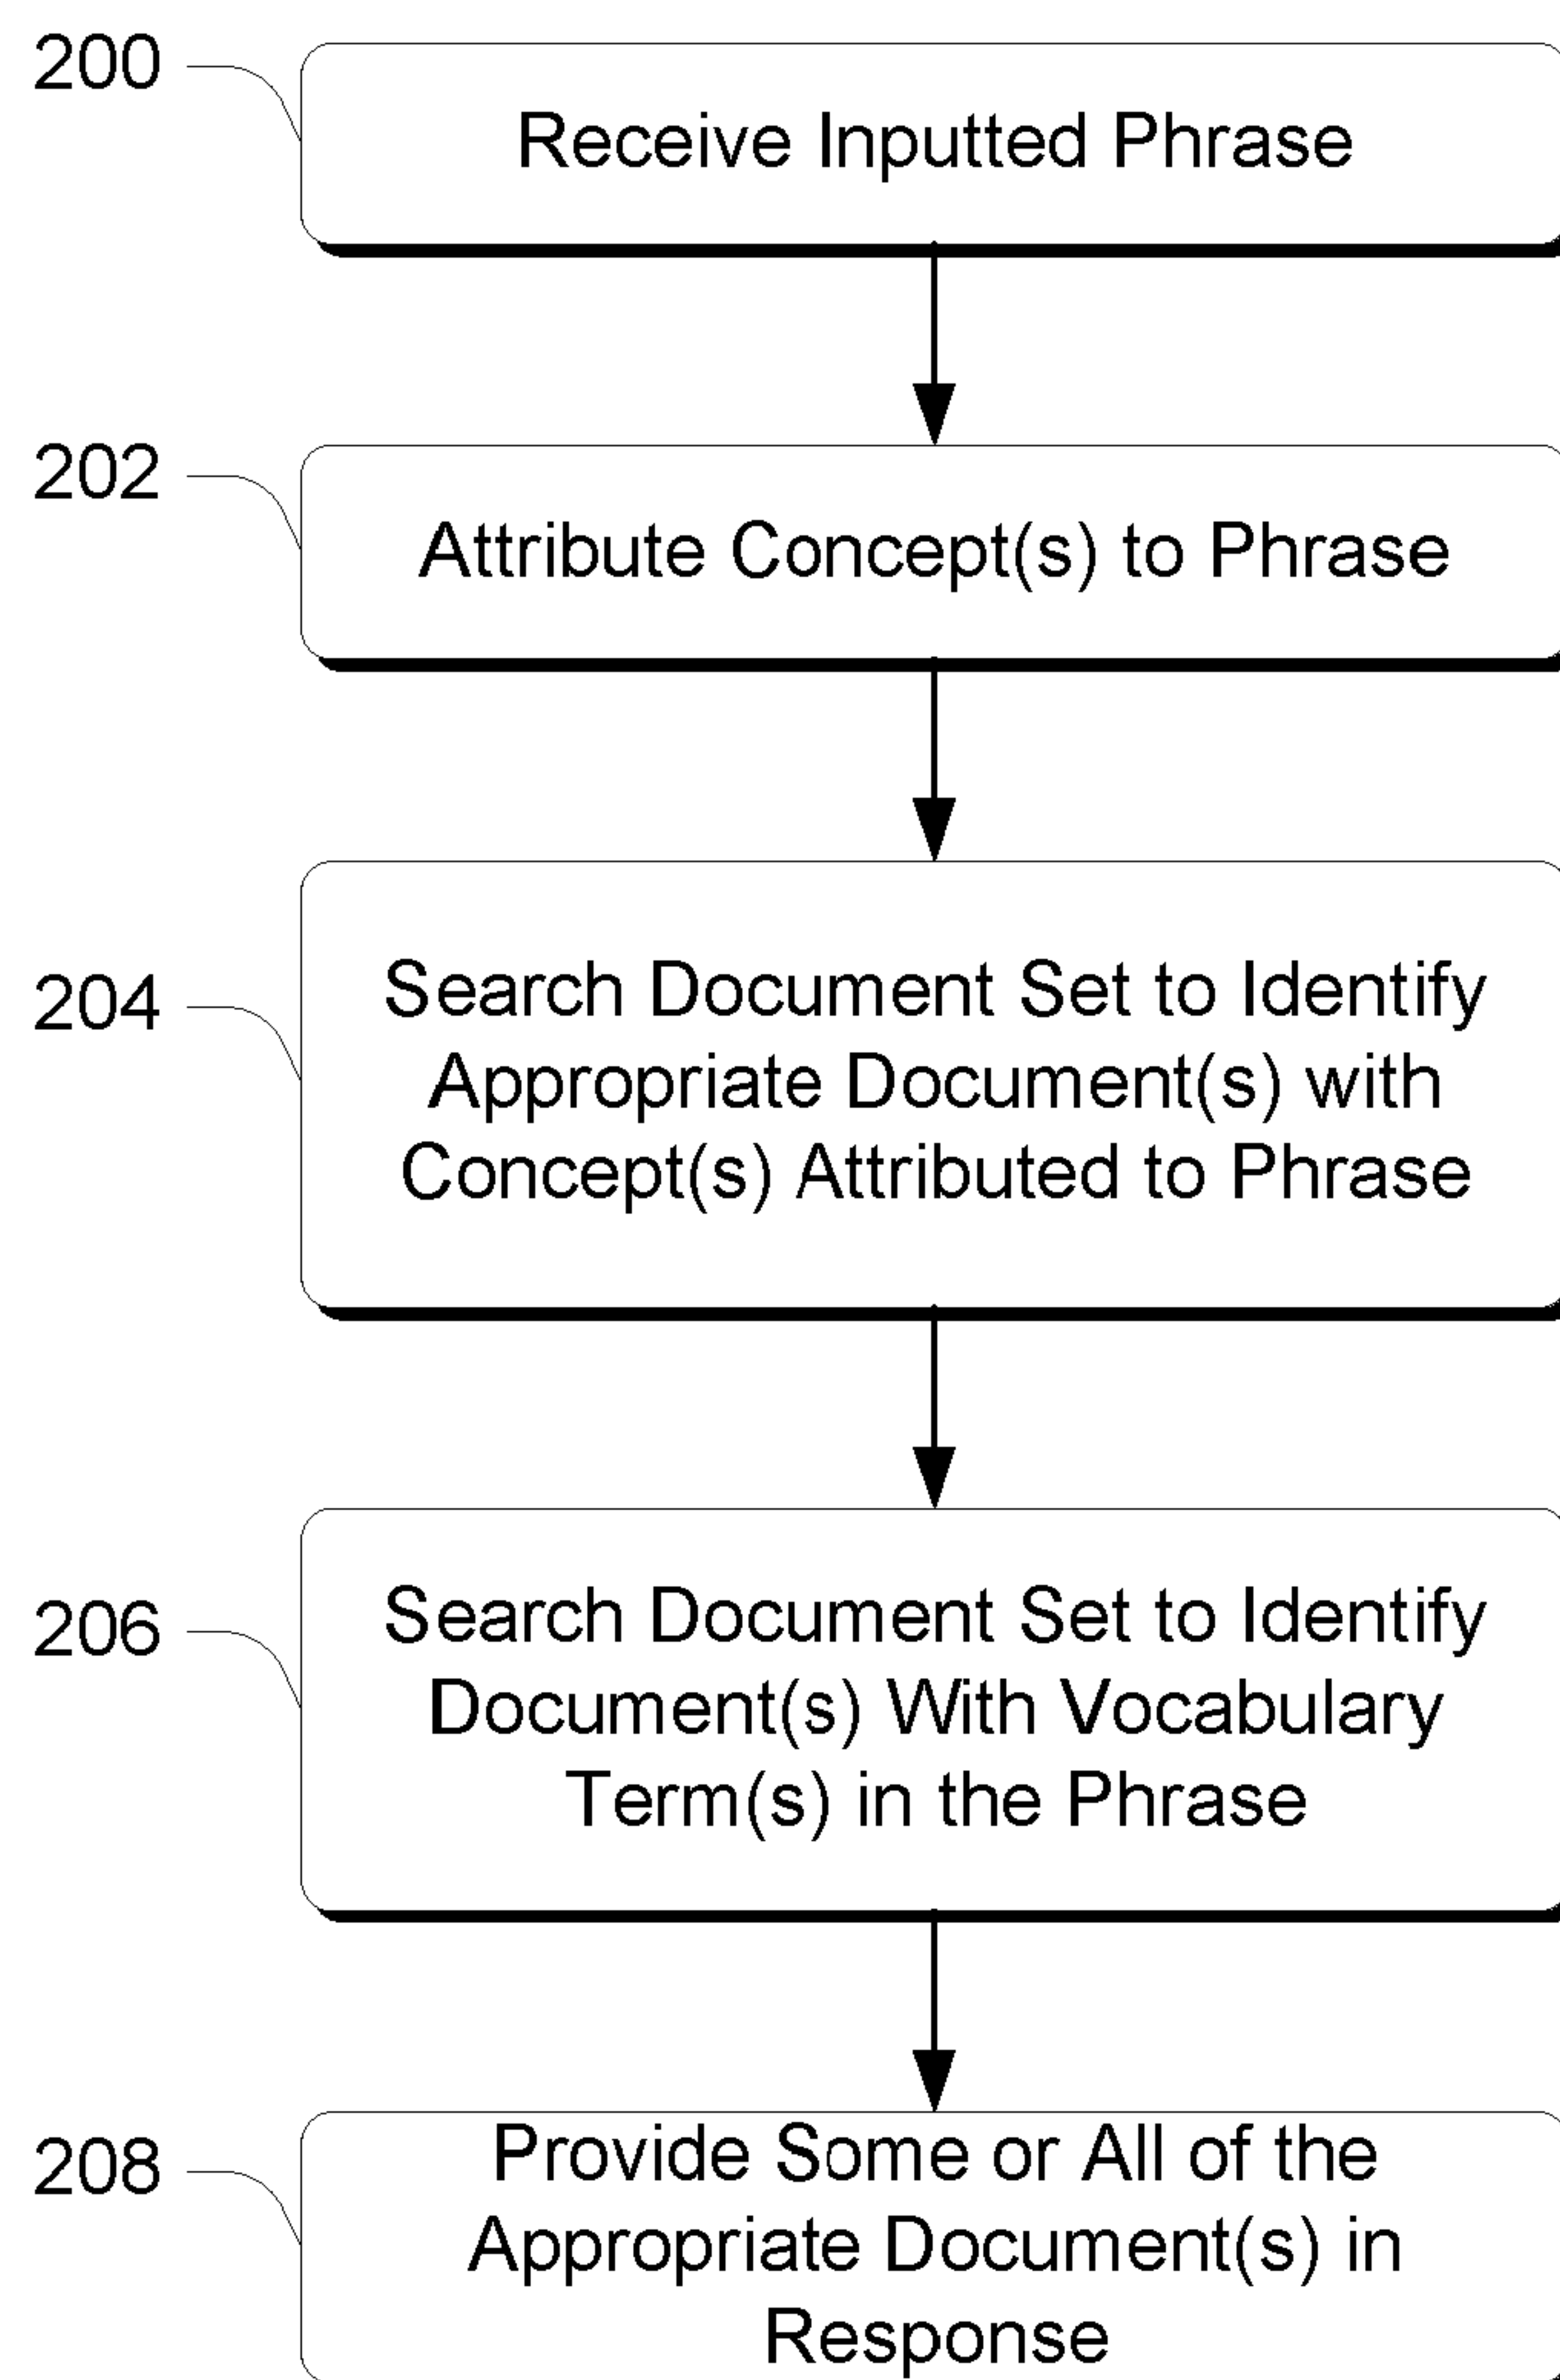 200
Receive Inputted Phrase
202
Attribute Concept(s) to Phrase
204
Search Document Set to Identify
Appropriate Document(s) with
Concept(s) Attributed to Phrase
206
Search Document Set to Identify
Document(s) With Vocabulary
Term(s) in the Phrase
208
Provide Some or All of the
Appropriate Document(s) in
Response